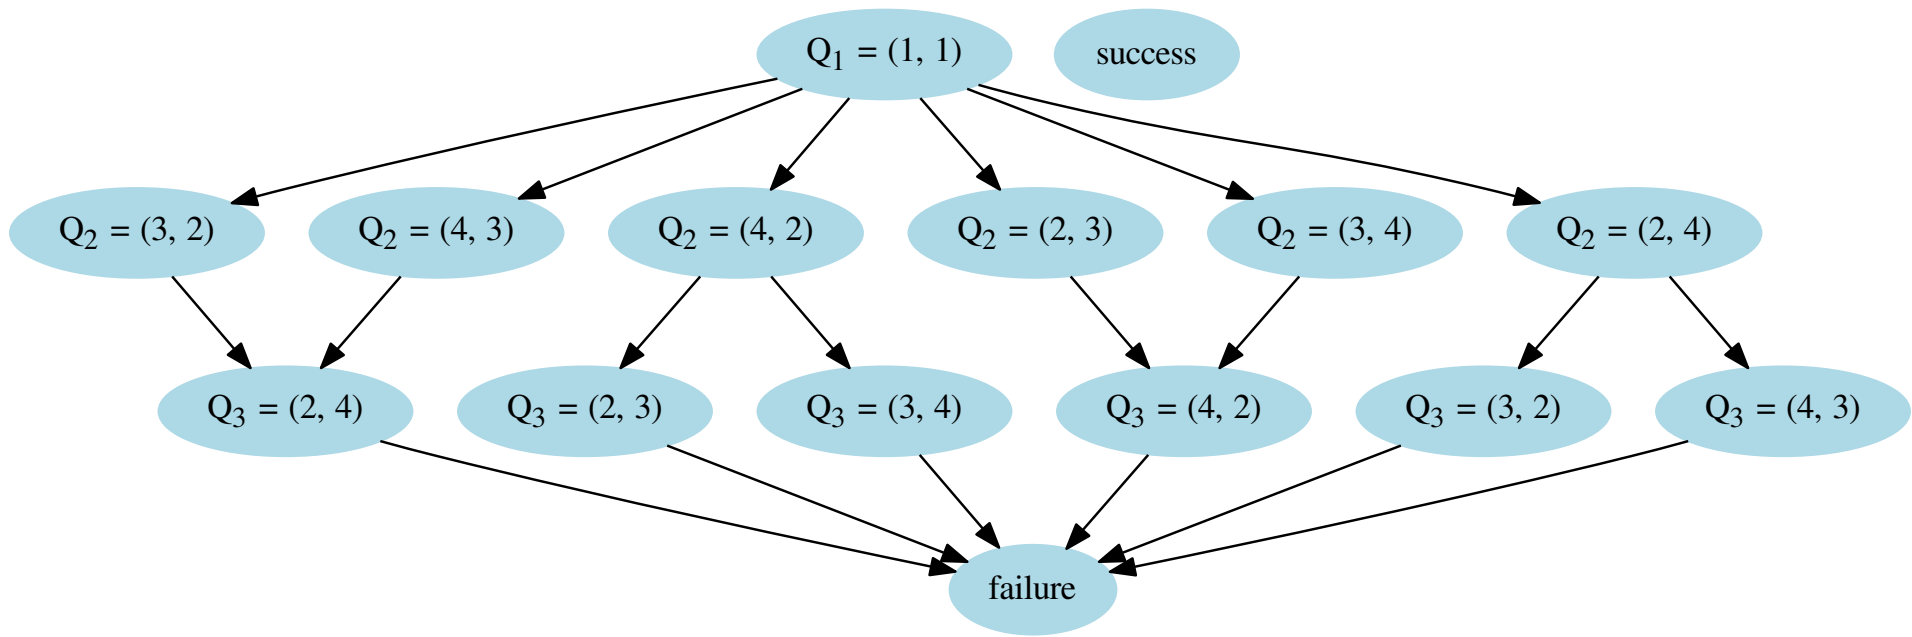 Q₁ = (1, 1)
success
Q₂ = (3, 2)
Q₂ = (4, 3)
Q₂ = (4, 2)
Q₂ = (2, 3)
Q₂ = (3, 4)
Q₂ = (2, 4)
Q₃ = (2, 4)
Q₃ = (2, 3)
Q₃ = (3, 4)
Q₃ = (4, 2)
Q₃ = (3, 2)
Q₃ = (4, 3)
failure